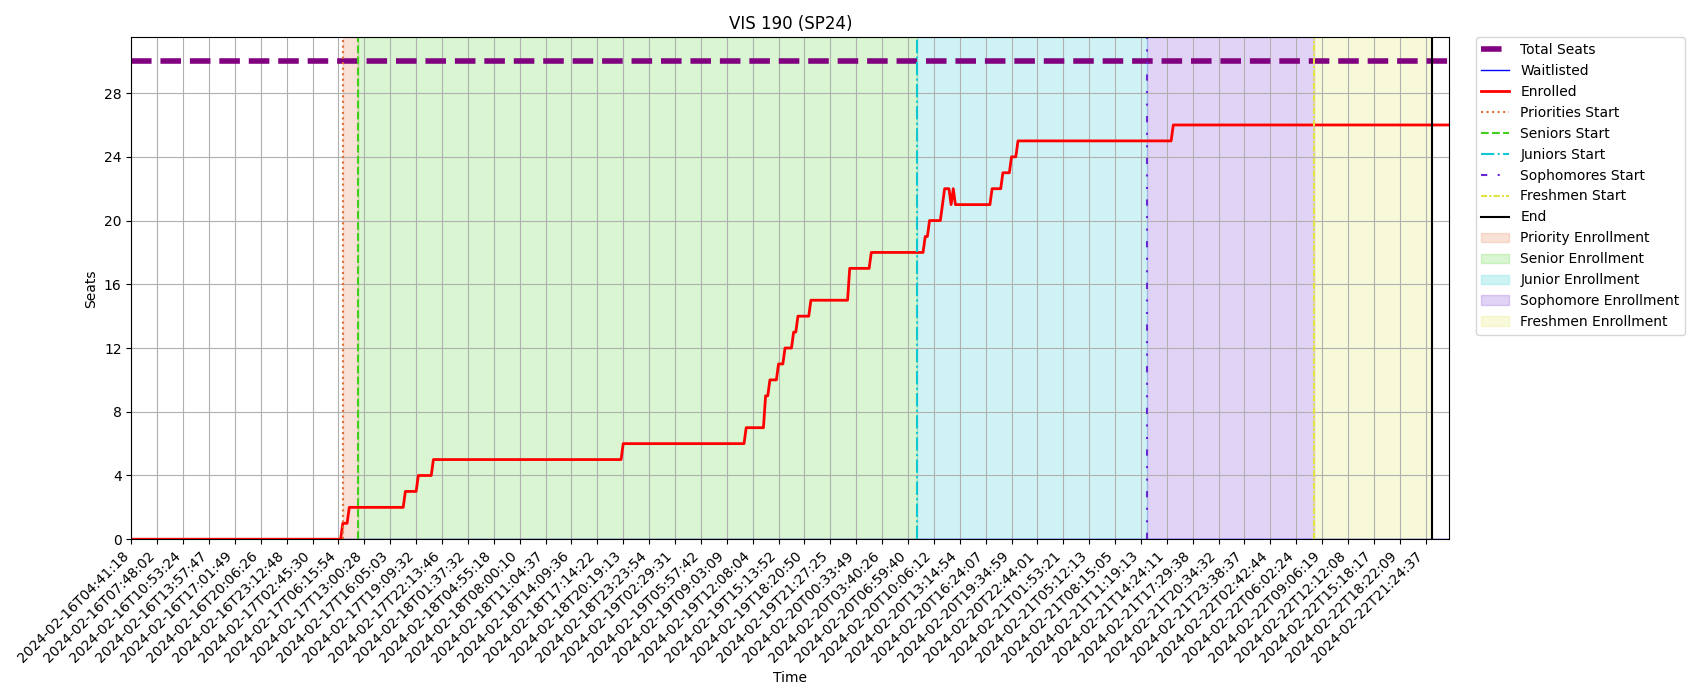 VIS 190 (SP24)
Total Seats
Waitlisted
Enrolled
Priorities Start
Seniors Start
Juniors Start
Sophomores Start
Freshmen Start
End
Priority Enrollment
Senior Enrollment
Junior Enrollment
Sophomore Enrollment
Freshmen Enrollment
Seats
28
24
20
16
12
8
4
0
2024-02-16T04:41:18
2024-02-16T07:48:02
2024-02-16T10:53:24
2024-02-16T13:57:47
2024-02-16T17:01:49
2024-02-16T20:06:26
2024-02-16T23:12:48
2024-02-17T02:45:30
2024-02-17T06:15:54
2024-02-17T13:00:28
2024-02-17T16:05:03
2024-02-17T19:09:32
2024-02-17T22:13:46
2024-02-18T01:37:32
2024-02-18T04:55:18
2024-02-18T08:00:10
2024-02-18T11:04:37
2024-02-18T14:09:36
2024-02-18T17:14:22
2024-02-18T20:19:13
2024-02-18T23:23:54
2024-02-19T02:29:31
2024-02-19T05:57:42
2024-02-19T09:03:09
2024-02-19T12:08:04
2024-02-19T15:13:52
2024-02-19T18:20:50
2024-02-19T21:27:25
2024-02-20T00:33:49
2024-02-20T03:40:26
2024-02-20T06:59:40
2024-02-20T10:06:12
2024-02-20T13:14:54
2024-02-20T16:24:07
2024-02-20T19:34:59
2024-02-20T22:44:01
2024-02-21T01:53:21
2024-02-21T05:12:13
2024-02-21T08:15:05
2024-02-21T11:19:13
2024-02-21T14:24:11
2024-02-21T17:29:38
2024-02-21T20:34:32
2024-02-21T23:38:37
2024-02-22T02:42:44
2024-02-22T06:02:24
2024-02-22T09:06:19
2024-02-22T12:12:08
2024-02-22T15:18:17
2024-02-22T18:22:09
2024-02-22T21:24:37
Time